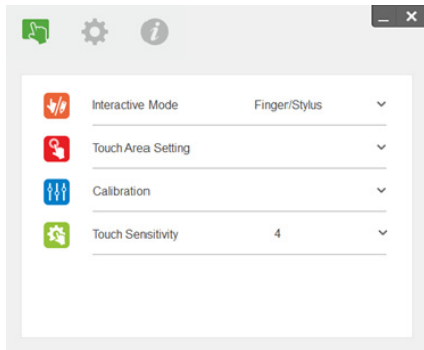 Interactive Mode Finger/Stylus
Touch Area Setting
Calibration
Touch Sensitivity 4